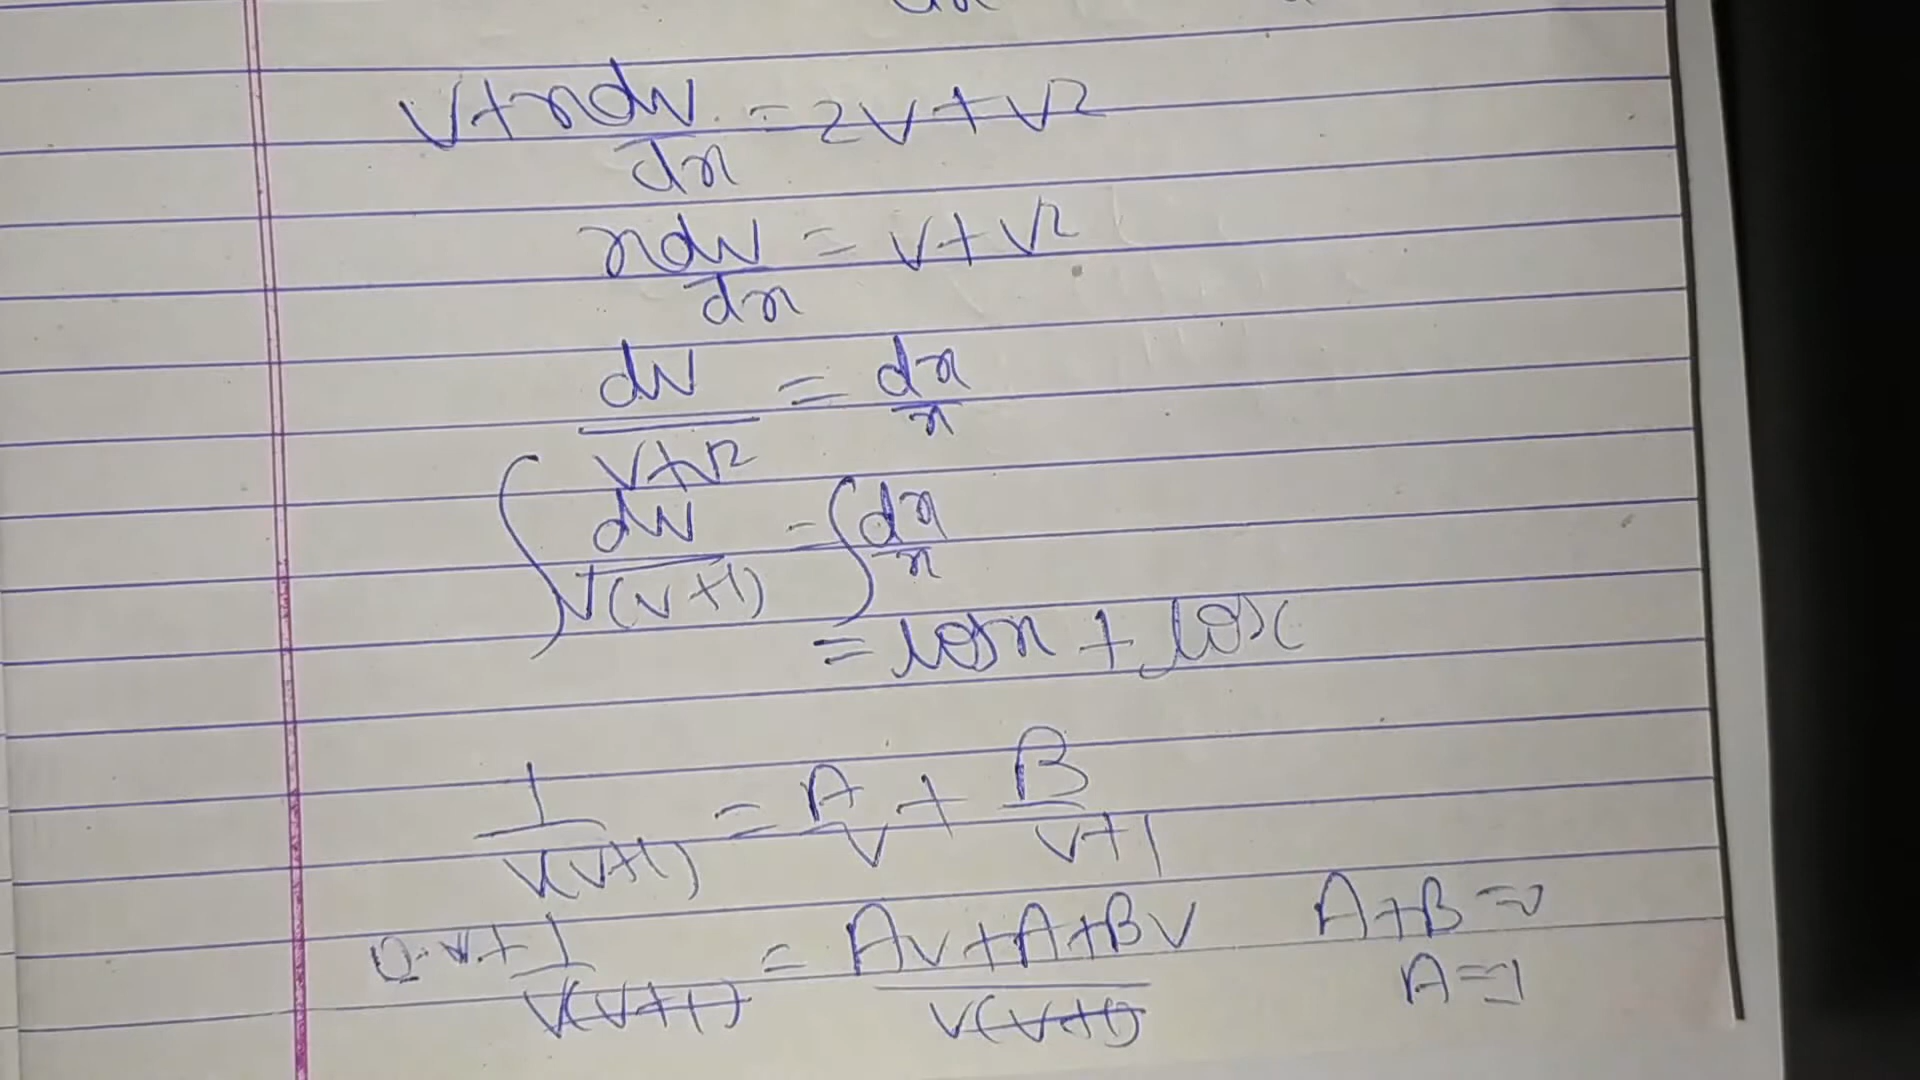 v + x dv/dx = 2v + v²
x dv/dx = v + v²
dv/(v+v²) = dx/x
∫ dv/(v(v+1)) = ∫ dx/x
= log x + log c
1/(v(v+1)) = A/v + B/(v+1)
0·v + 1/(v(v+1)) = (Av + A + Bv)/(v(v+1))
A + B = 0
A = 1